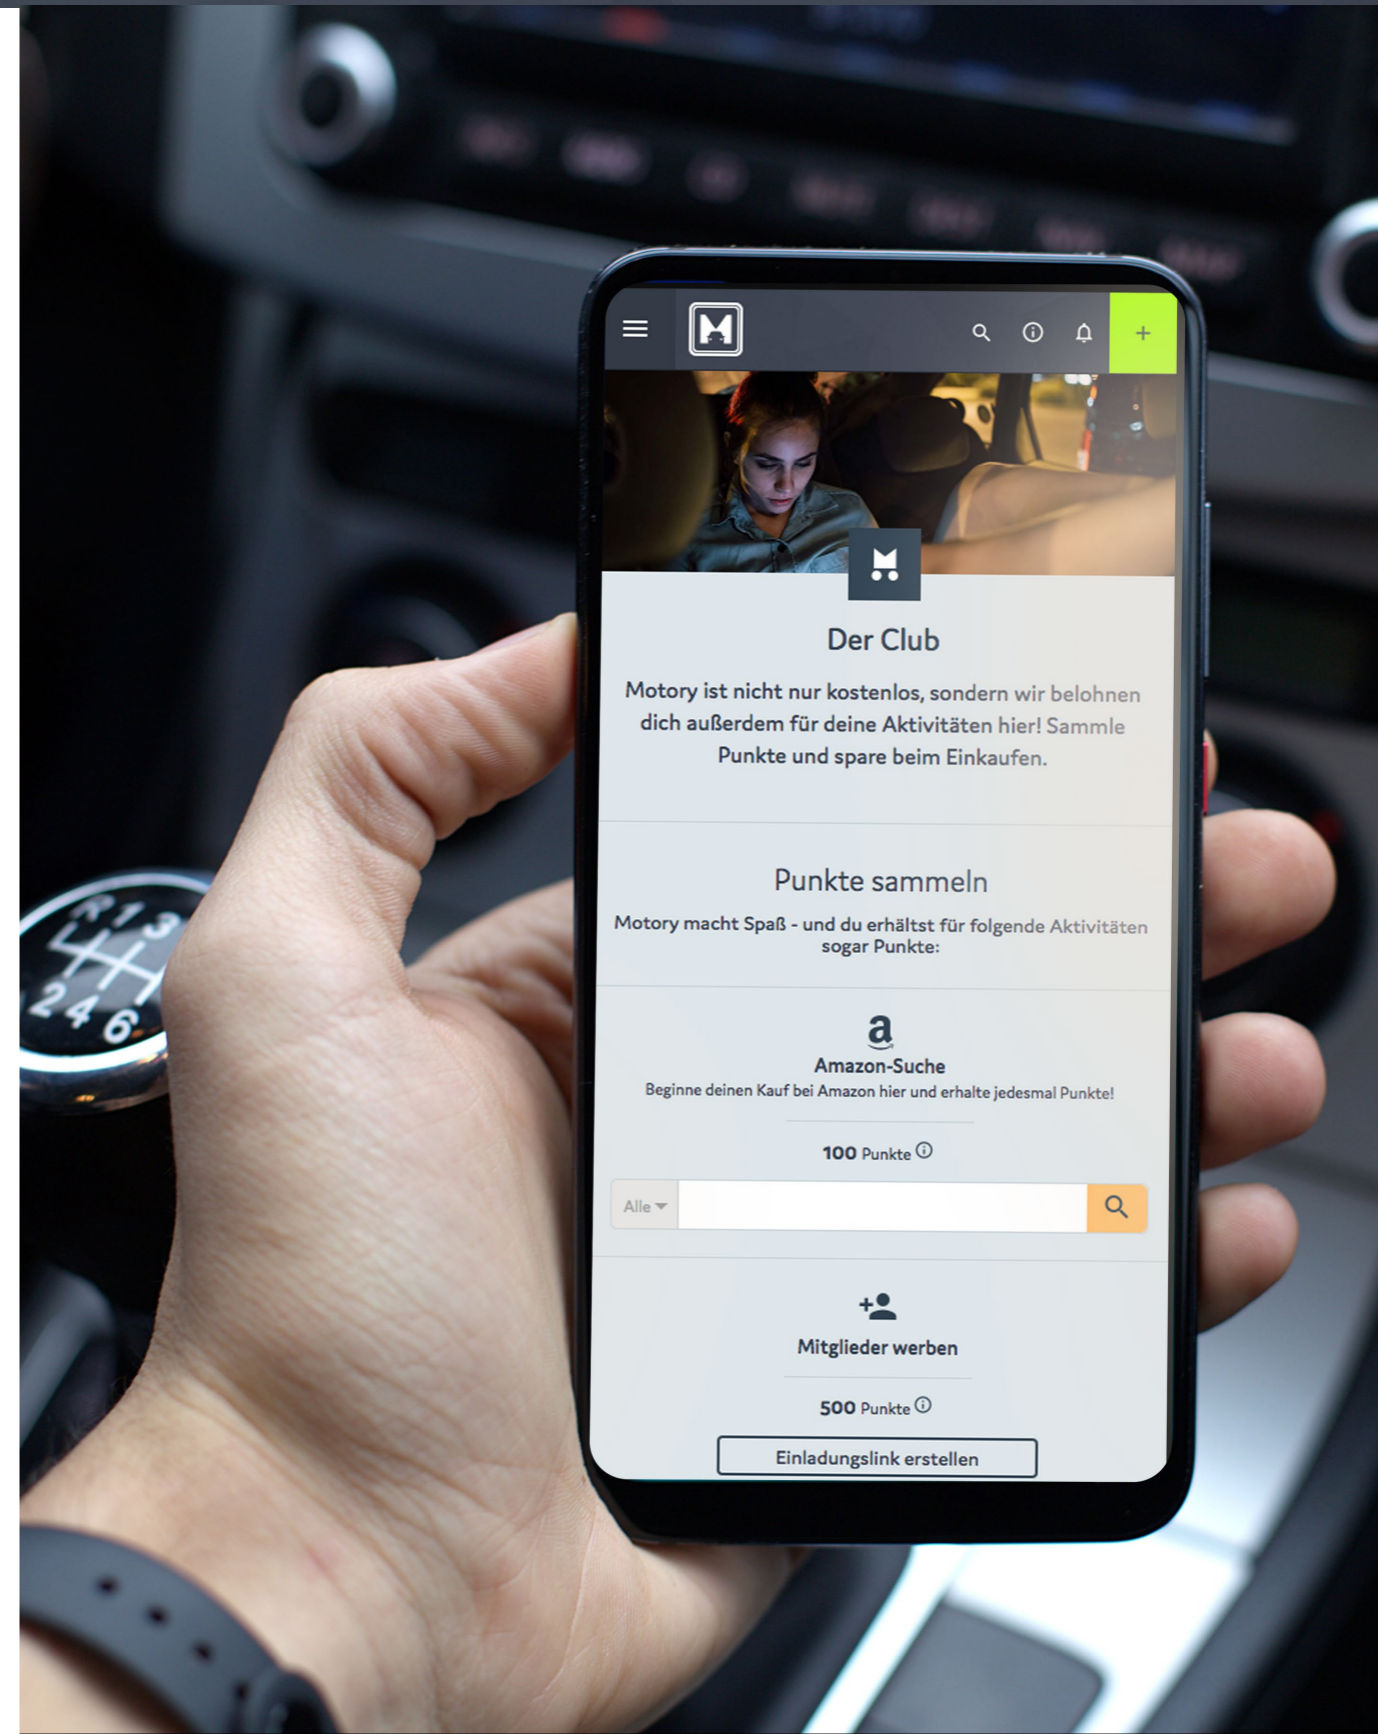 Der Club
Motory ist nicht nur kostenlos, sondern wir belohnen
dich außerdem für deine Aktivitäten hier! Sammle
Punkte und spare beim Einkaufen.
Punkte sammeln
Motory macht Spaß - und du erhältst für folgende Aktivitäten
sogar Punkte:
a
Amazon-Suche
Beginne deinen Kauf bei Amazon hier und erhalte jedesmal Punkte!
100 Punkte
Alle
Mitglieder werben
500 Punkte
Einladungslink erstellen
R 1 3
2 4 6